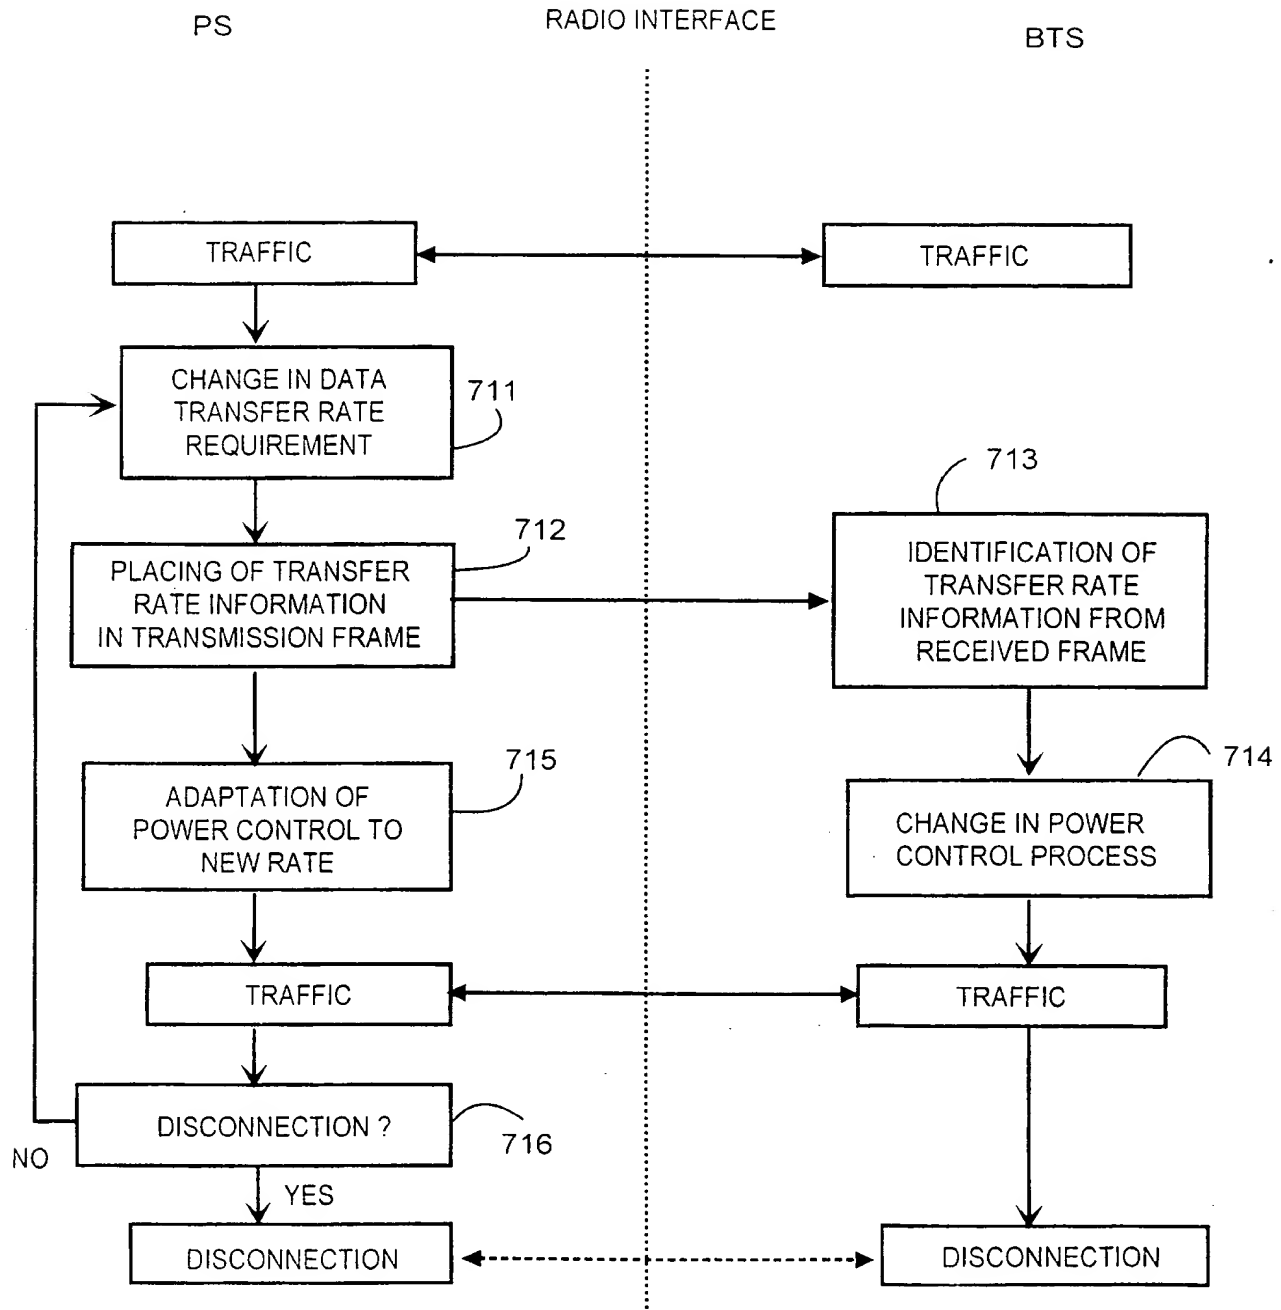 PS
RADIO INTERFACE
BTS
TRAFFIC
TRAFFIC
CHANGE IN DATA
TRANSFER RATE
REQUIREMENT
711
713
712
PLACING OF TRANSFER
RATE INFORMATION
IN TRANSMISSION FRAME
IDENTIFICATION OF
TRANSFER RATE
INFORMATION FROM
RECEIVED FRAME
715
714
ADAPTATION OF
POWER CONTROL TO
NEW RATE
CHANGE IN POWER
CONTROL PROCESS
TRAFFIC
TRAFFIC
DISCONNECTION ?
716
NO
YES
DISCONNECTION
DISCONNECTION